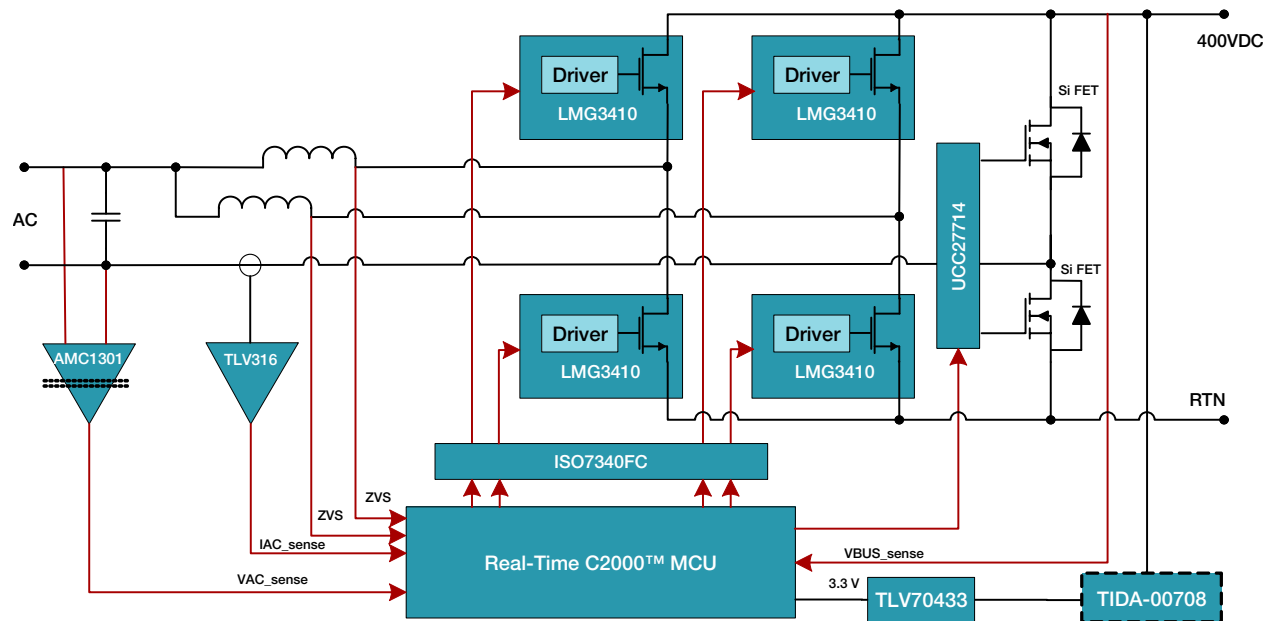 400VDC
Driver
LMG3410
Driver
LMG3410
Si FET
AC
UCC27714
Si FET
Driver
LMG3410
Driver
LMG3410
AMC1301
TLV316
RTN
ISO7340FC
ZVS
ZVS
IAC_sense
VAC_sense
Real-Time C2000™ MCU
VBUS_sense
3.3 V
TLV70433
TIDA-00708